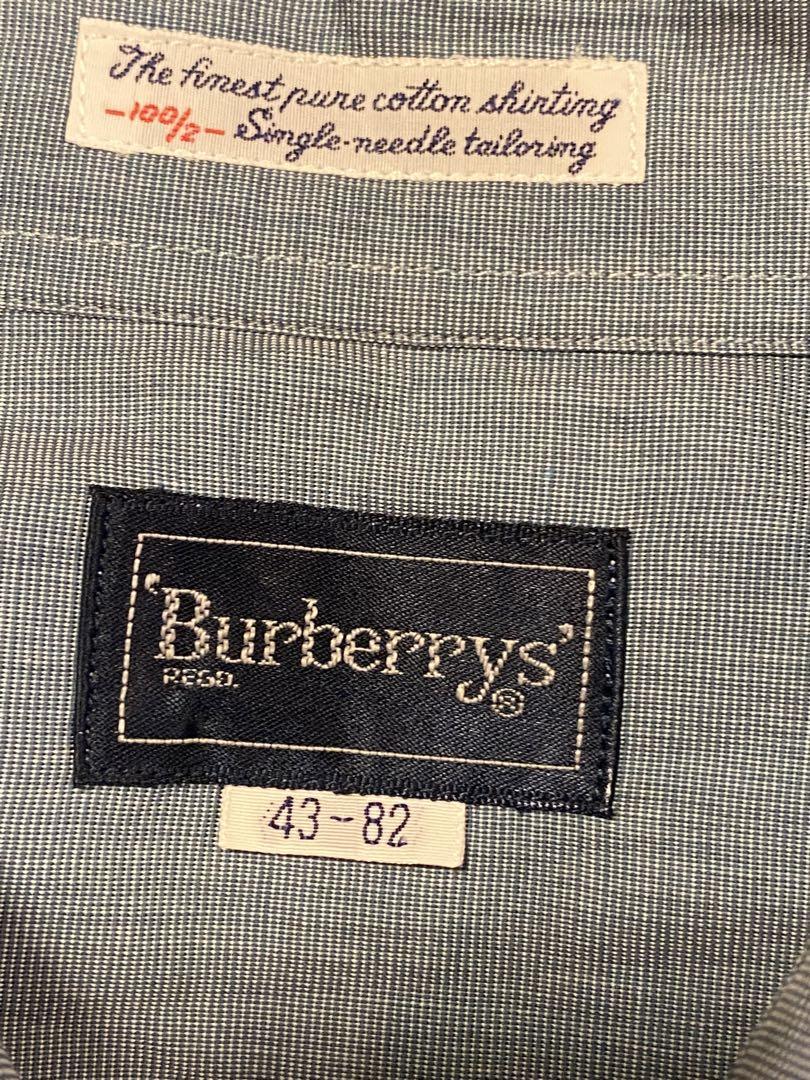 The finest pure cotton shirting
-100/2- Single-needle tailoring
'Burberrys'
REGD.
®
43-82